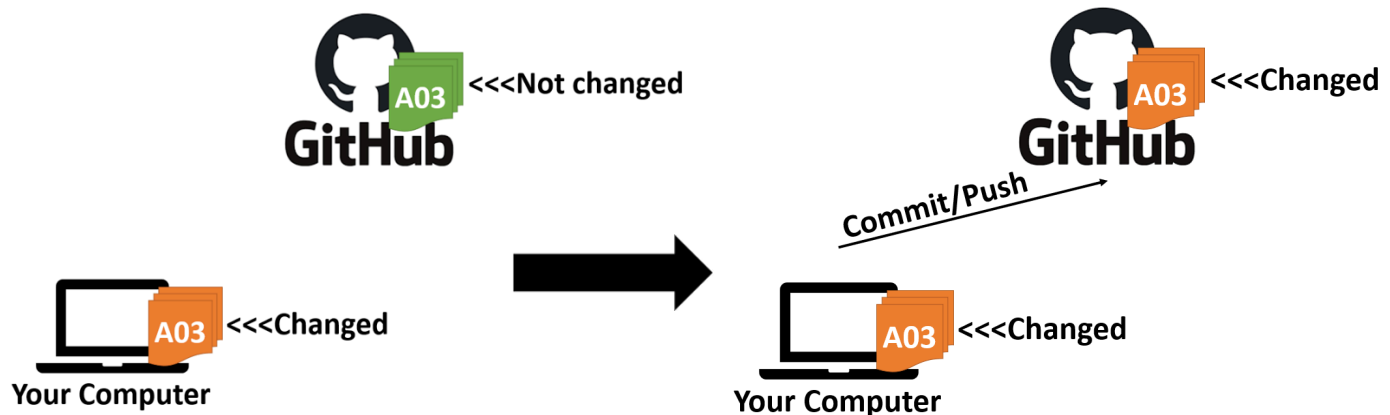 A03
<<<Not changed
GitHub
A03
<<<Changed
Your Computer
A03
<<<Changed
GitHub
Commit/Push
A03
<<<Changed
Your Computer